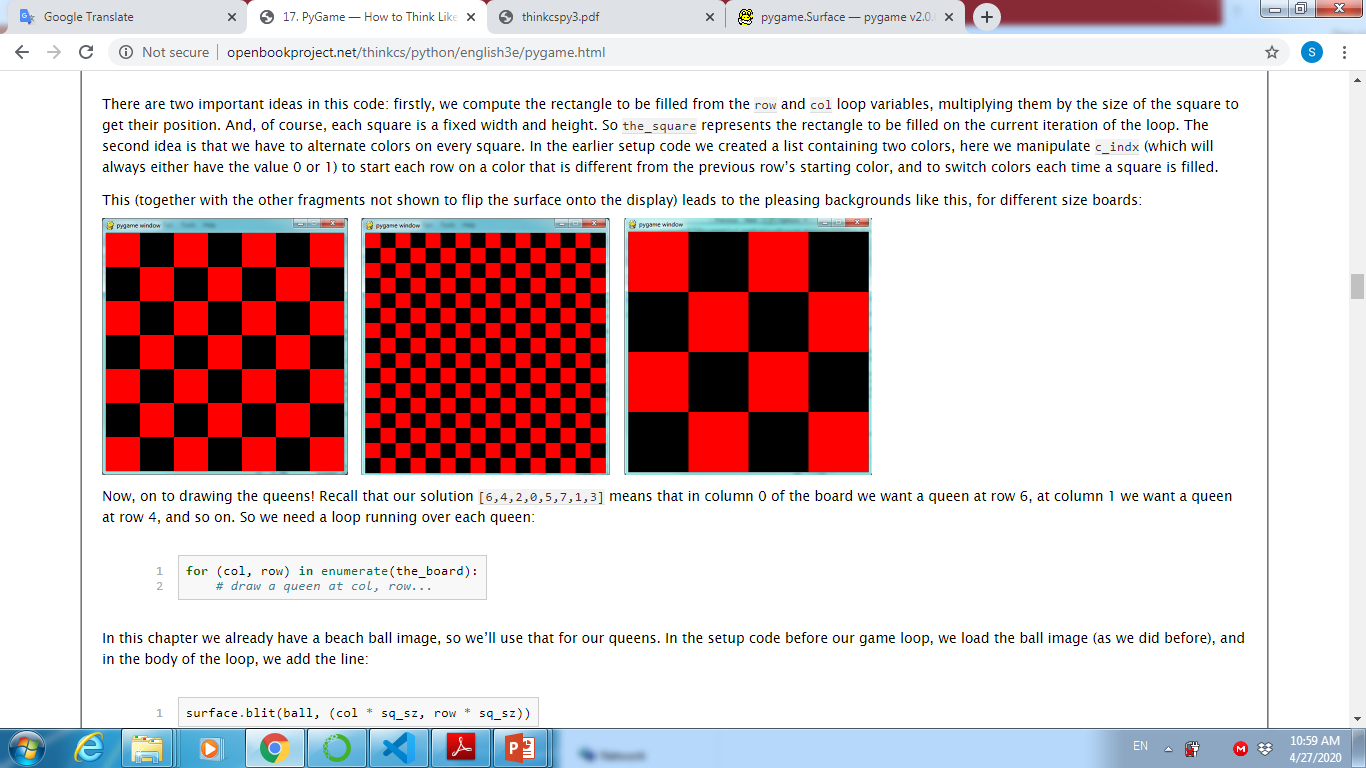 Google Translate
17. PyGame — How to Think Like
thinkcspy3.pdf
pygame.Surface — pygame v2.0.
Not secure | openbookproject.net/thinkcs/python/english3e/pygame.html
S
There are two important ideas in this code: firstly, we compute the rectangle to be filled from the row and col loop variables, multiplying them by the size of the square to
get their position. And, of course, each square is a fixed width and height. So the_square represents the rectangle to be filled on the current iteration of the loop. The
second idea is that we have to alternate colors on every square. In the earlier setup code we created a list containing two colors, here we manipulate c_indx (which will
always either have the value 0 or 1) to start each row on a color that is different from the previous row’s starting color, and to switch colors each time a square is filled.
This (together with the other fragments not shown to flip the surface onto the display) leads to the pleasing backgrounds like this, for different size boards:
pygame window
pygame window
pygame window
Now, on to drawing the queens! Recall that our solution [6,4,2,0,5,7,1,3] means that in column 0 of the board we want a queen at row 6, at column 1 we want a queen
at row 4, and so on. So we need a loop running over each queen:
1 for (col, row) in enumerate(the_board):
2 # draw a queen at col, row...
In this chapter we already have a beach ball image, so we’ll use that for our queens. In the setup code before our game loop, we load the ball image (as we did before), and
in the body of the loop, we add the line:
1 surface.blit(ball, (col * sq_sz, row * sq_sz))
EN
10:59 AM
4/27/2020